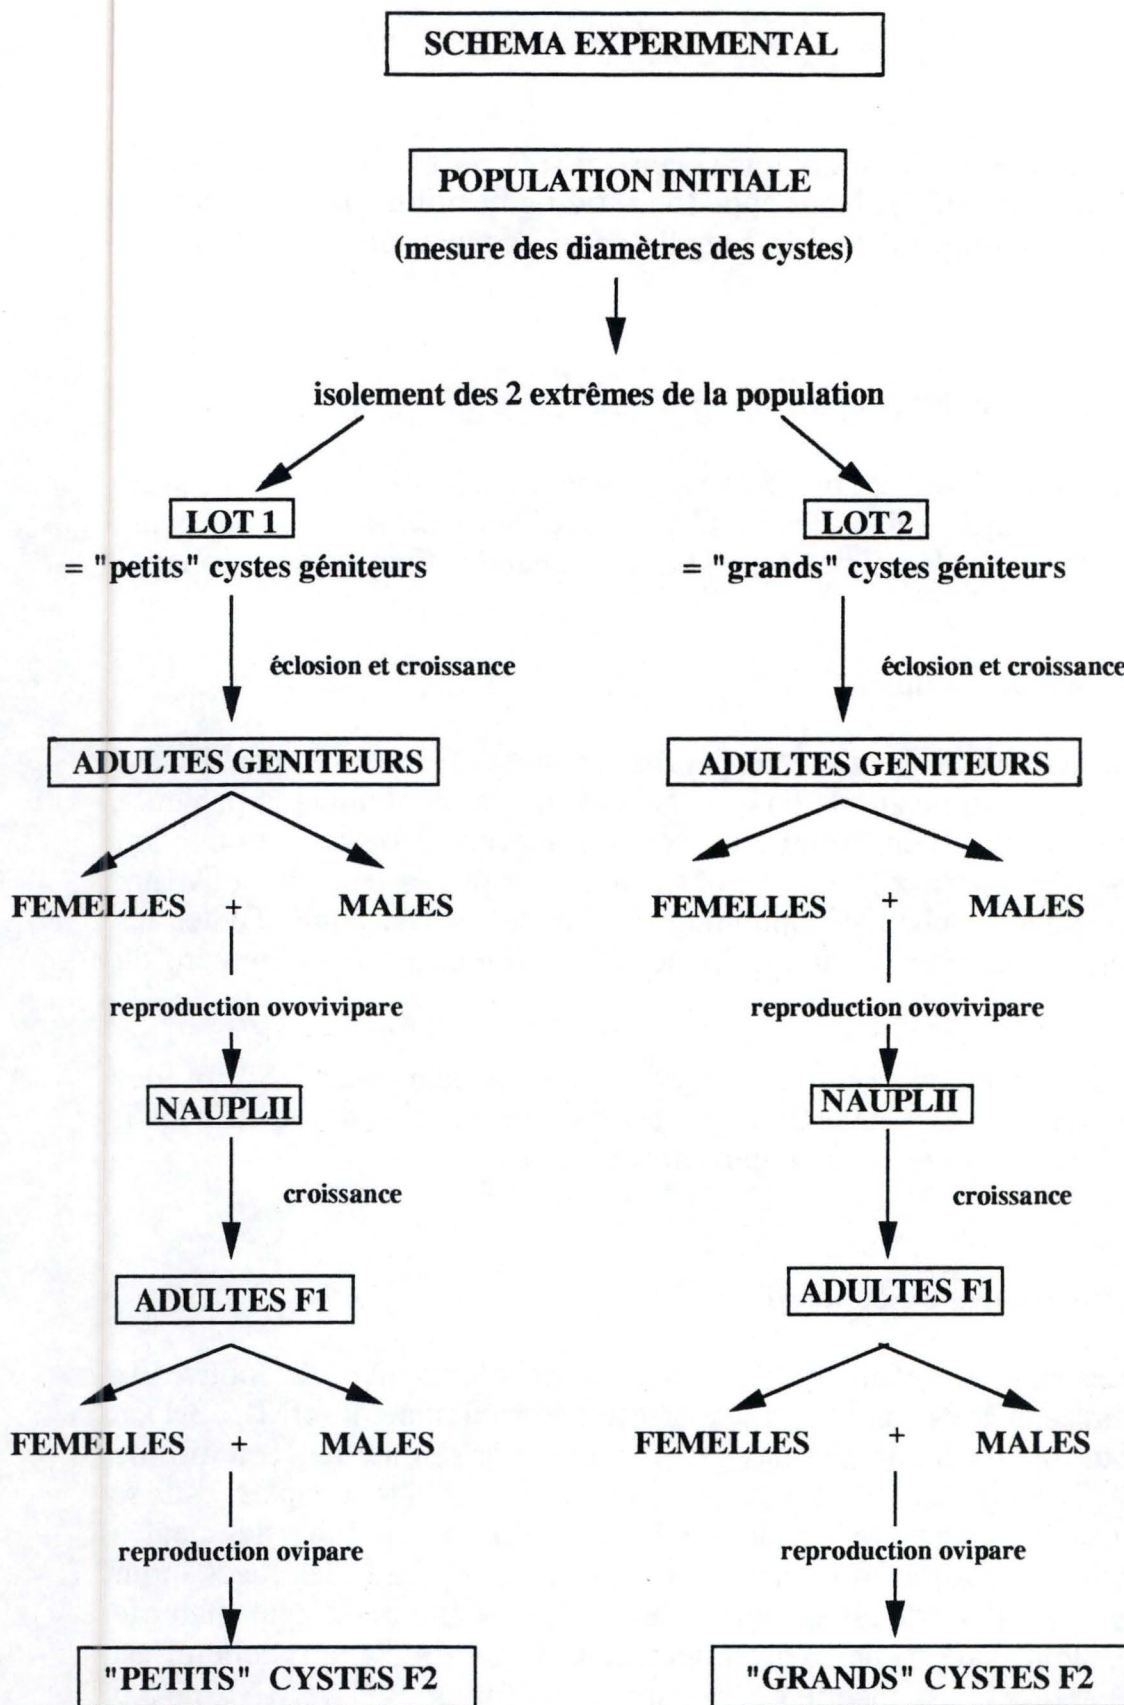 SCHEMA EXPERIMENTAL
POPULATION INITIALE
(mesure des diamètres des cystes)
isolement des 2 extrêmes de la population
LOT 1
= "petits" cystes géniteurs
éclosion et croissance
ADULTES GENITEURS
FEMELLES + MALES
reproduction ovovivipare
NAUPLII
croissance
ADULTES F1
FEMELLES + MALES
reproduction ovipare
"PETITS" CYSTES F2
LOT 2
= "grands" cystes géniteurs
éclosion et croissance
ADULTES GENITEURS
FEMELLES + MALES
reproduction ovovivipare
NAUPLII
croissance
ADULTES F1
FEMELLES + MALES
reproduction ovipare
"GRANDS" CYSTES F2